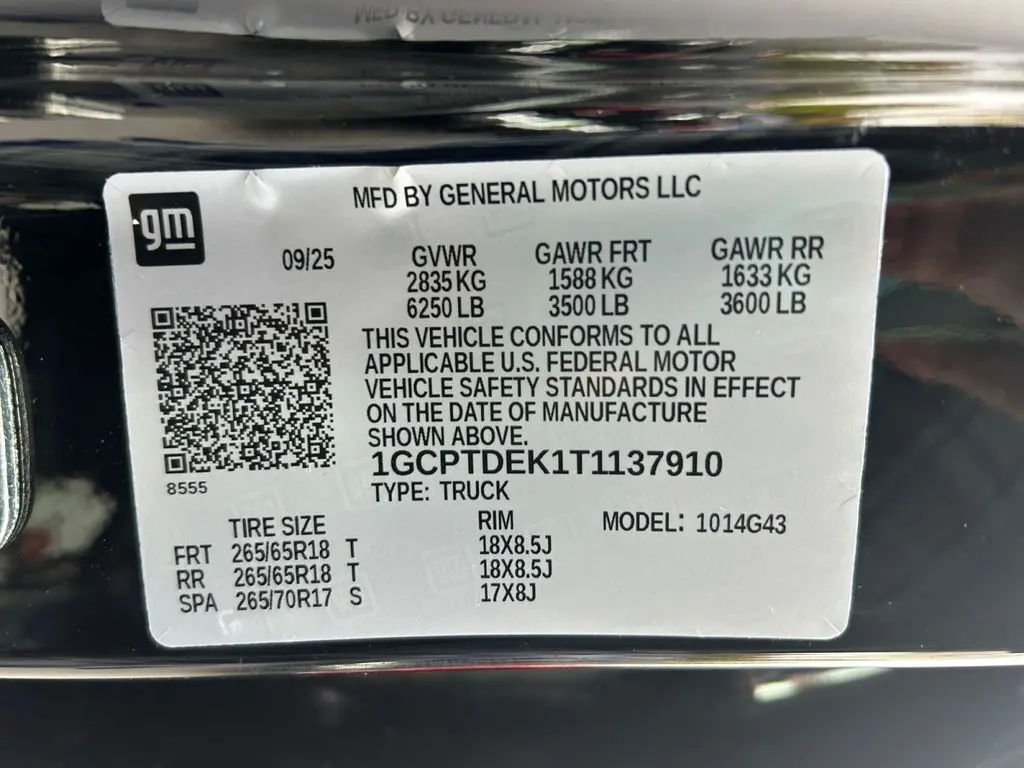 MFD BY GENERAL MOTORS LLC
gm
09/25
GVWR GAWR FRT GAWR RR
2835 KG 1588 KG 1633 KG
6250 LB 3500 LB 3600 LB
THIS VEHICLE CONFORMS TO ALL
APPLICABLE U.S. FEDERAL MOTOR
VEHICLE SAFETY STANDARDS IN EFFECT
ON THE DATE OF MANUFACTURE
SHOWN ABOVE.
1GCPTDEK1T1137910
8555
TYPE: TRUCK
TIRE SIZE RIM MODEL: 1014G43
FRT 265/65R18 T 18X8.5J
RR 265/65R18 T 18X8.5J
SPA 265/70R17 S 17X8J